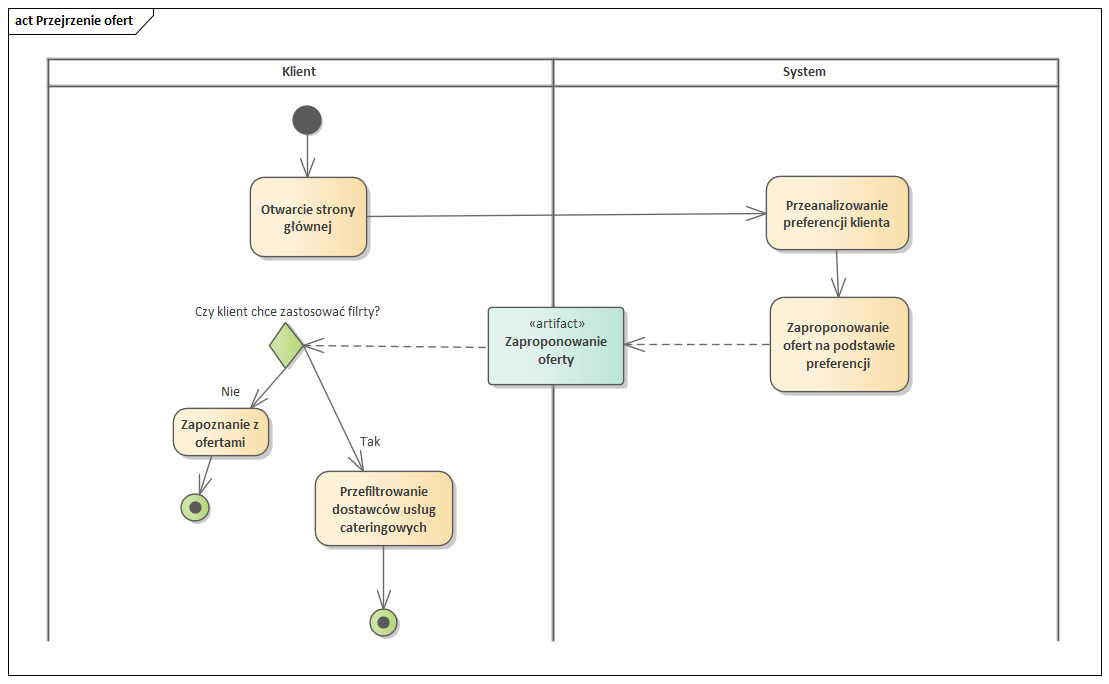 act Przejrzenie ofert
Klient
System
Otwarcie strony
głównej
Przeanalizowanie
preferencji klienta
Czy klient chce zastosować filrty?
«artifact»
Zaproponowanie
oferty
Zaproponowanie
ofert na podstawie
preferencji
Nie
Zapoznanie z
ofertami
Tak
Przefiltrowanie
dostawców usług
cateringowych